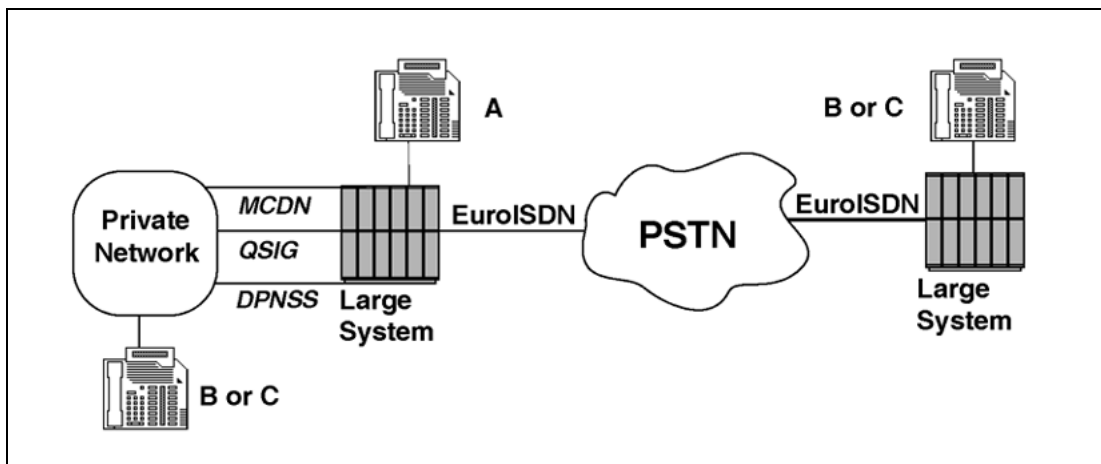 A
B or C
Private
Network
MCDN
QSIG
DPNSS
EuroISDN
PSTN
EuroISDN
Large
System
Large
System
B or C